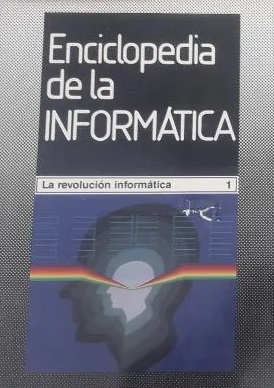 Enciclopedia
de la
INFORMÁTICA
La revolución informática 1